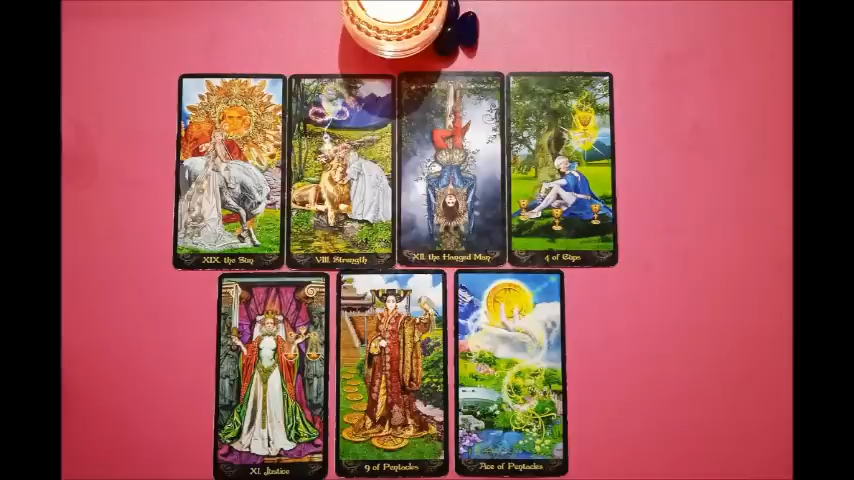 XIX. the Sun
VIII. Strength
XII. the Hanged Man
4 of Cups
XI. Justice
9 of Pentacles
Ace of Pentacles